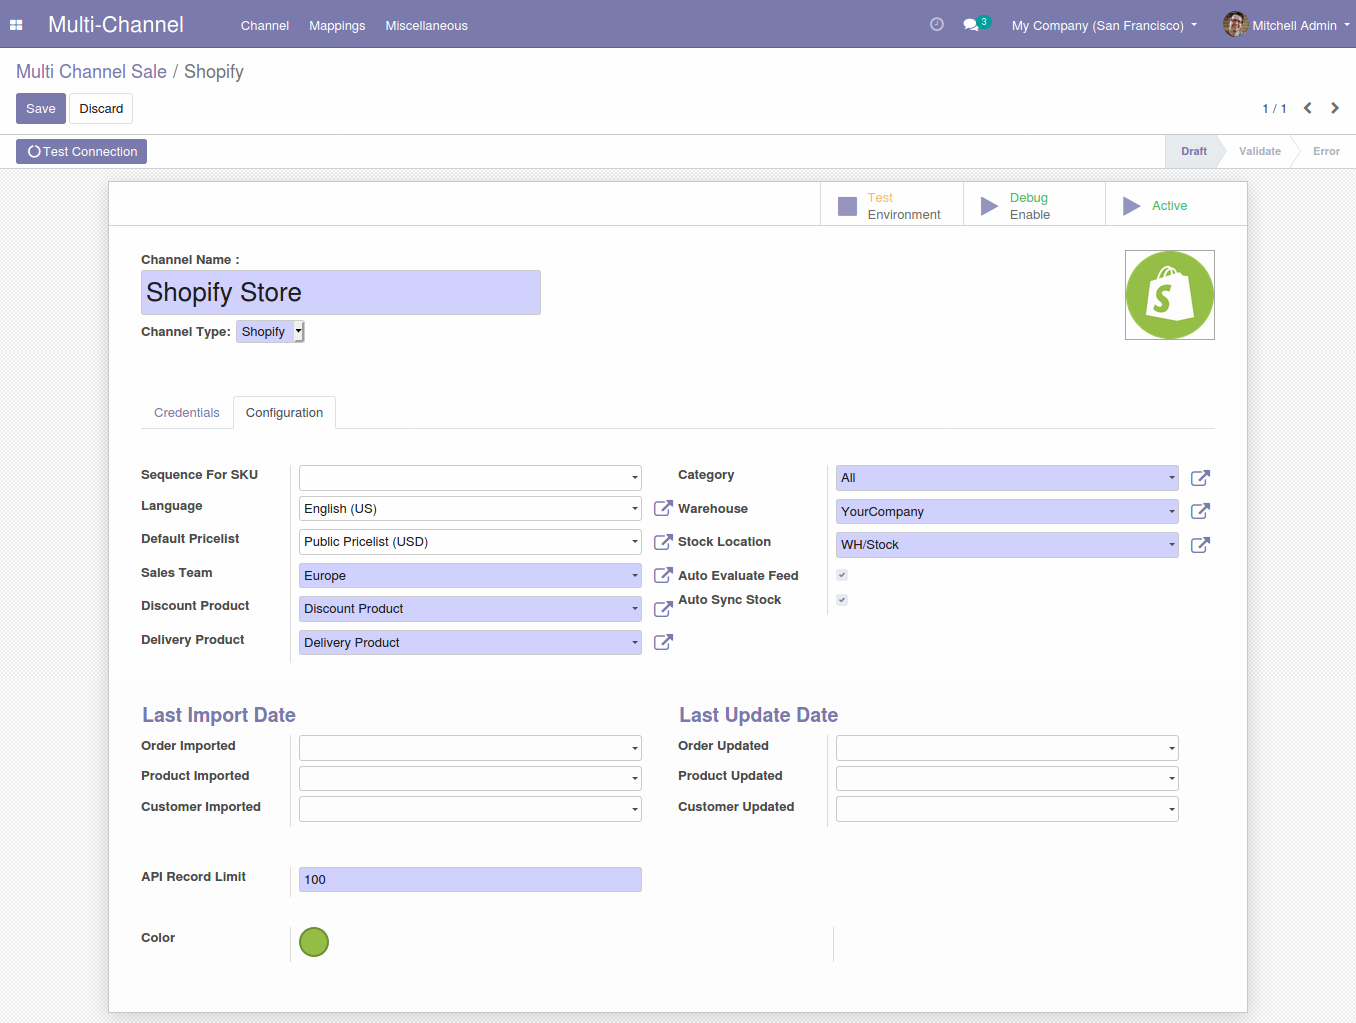 Multi-Channel Channel Mappings Miscellaneous 3 My Company (San Francisco) Mitchell Admin
Multi Channel Sale / Shopify
Save Discard 1 / 1
Test Connection Draft Validate Error
Test Environment
Debug Enable
Active
Channel Name :
Shopify Store
Channel Type: Shopify
S
Credentials Configuration
Sequence For SKU
Language English (US)
Default Pricelist Public Pricelist (USD)
Sales Team Europe
Discount Product Discount Product
Delivery Product Delivery Product
Category All
Warehouse YourCompany
Stock Location WH/Stock
Auto Evaluate Feed
Auto Sync Stock
Last Import Date
Order Imported
Product Imported
Customer Imported
Last Update Date
Order Updated
Product Updated
Customer Updated
API Record Limit 100
Color